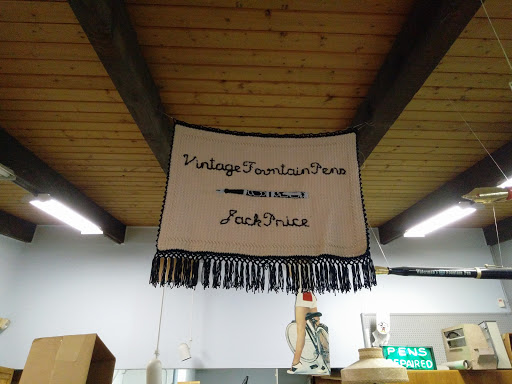 Vintage Fountain Pens
Jack Price
PENS
REPAIRED